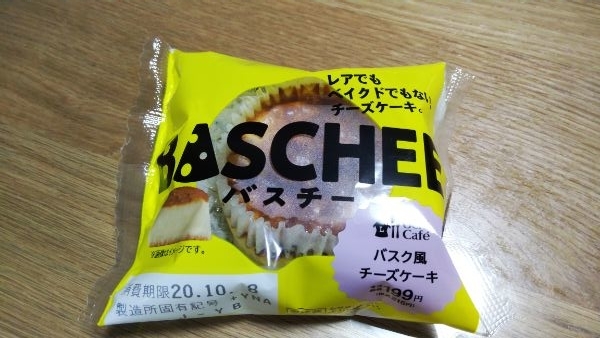 レアでも
ベイクドでもない
チーズケーキ。
BASCHEE
バスチー
Café
バスク風
チーズケーキ
199円
消費期限20.10.
製造所固有記号 +YNA